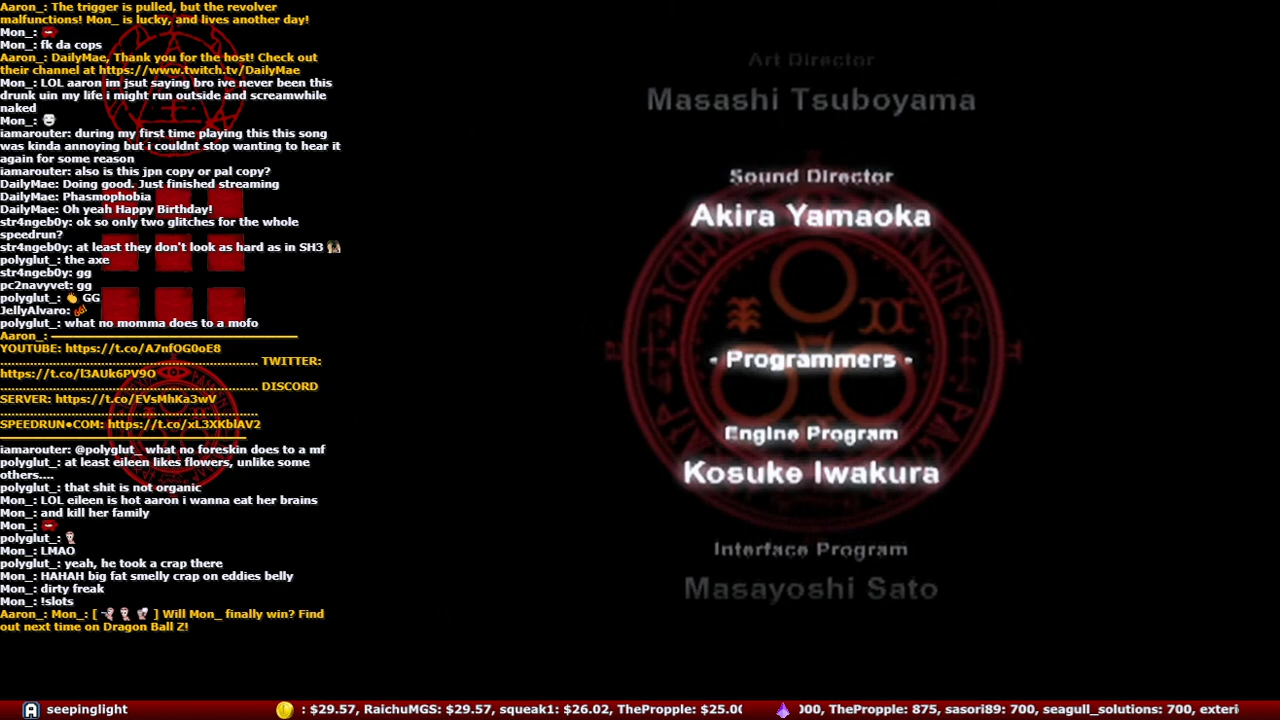 Aaron_: The trigger is pulled, but the revolver
malfunctions! Mon_ is lucky, and lives another day!
Mon_:
Mon_: fk da cops
Aaron_: DailyMae, Thank you for the host! Check out
their channel at https://www.twitch.tv/DailyMae
Mon_: LOL aaron im jsut saying bro ive never been this
drunk uin my life i might run outside and screamwhile
naked
Mon_:
iamarouter: during my first time playing this this song
was kinda annoying but i couldnt stop wanting to hear it
again for some reason
iamarouter: also is this jpn copy or pal copy?
DailyMae: Doing good. Just finished streaming
DailyMae: Phasmophobia
DailyMae: Oh yeah Happy Birthday!
str4ngeb0y: ok so only two glitches for the whole
speedrun?
str4ngeb0y: at least they don't look as hard as in SH3
polyglut_: the axe
str4ngeb0y: gg
pc2navyvet: gg
polyglut_: 👏 GG
JellyAlvaro: GG!
polyglut_: what no momma does to a mofo
Aaron_: ━━━━━━━━━━━━━━━━━━━━
YOUTUBE: https://t.co/A7nfOG0oE8
........................................................... TWITTER:
https://t.co/l3AUk6PV9O
........................................................... DISCORD
SERVER: https://t.co/EVsMhKa3wV
...........................................................
SPEEDRUN●COM: https://t.co/xL3XKblAV2
━━━━━━━━━━━━━━━━━━━━
iamarouter: @polyglut_ what no foreskin does to a mf
polyglut_: at least eileen likes flowers, unlike some
others....
polyglut_: that shit is not organic
Mon_: LOL eileen is hot aaron i wanna eat her brains
Mon_: and kill her family
Mon_:
polyglut_:
Mon_: LMAO
polyglut_: yeah, he took a crap there
Mon_: HAHAH big fat smelly crap on eddies belly
Mon_: dirty freak
Mon_: !slots
Aaron_: Mon_: [ ] Will Mon_ finally win? Find
out next time on Dragon Ball Z!
Art Director
Masashi Tsuboyama
Sound Director
Akira Yamaoka
- Programmers -
Engine Program
Kosuke Iwakura
Interface Program
Masayoshi Sato
seepinglight : $29.57, RaichuMGS: $29.57, squeak1: $26.02, ThePropple: $25.00 000, ThePropple: 875, sasori89: 700, seagull_solutions: 700, exteri